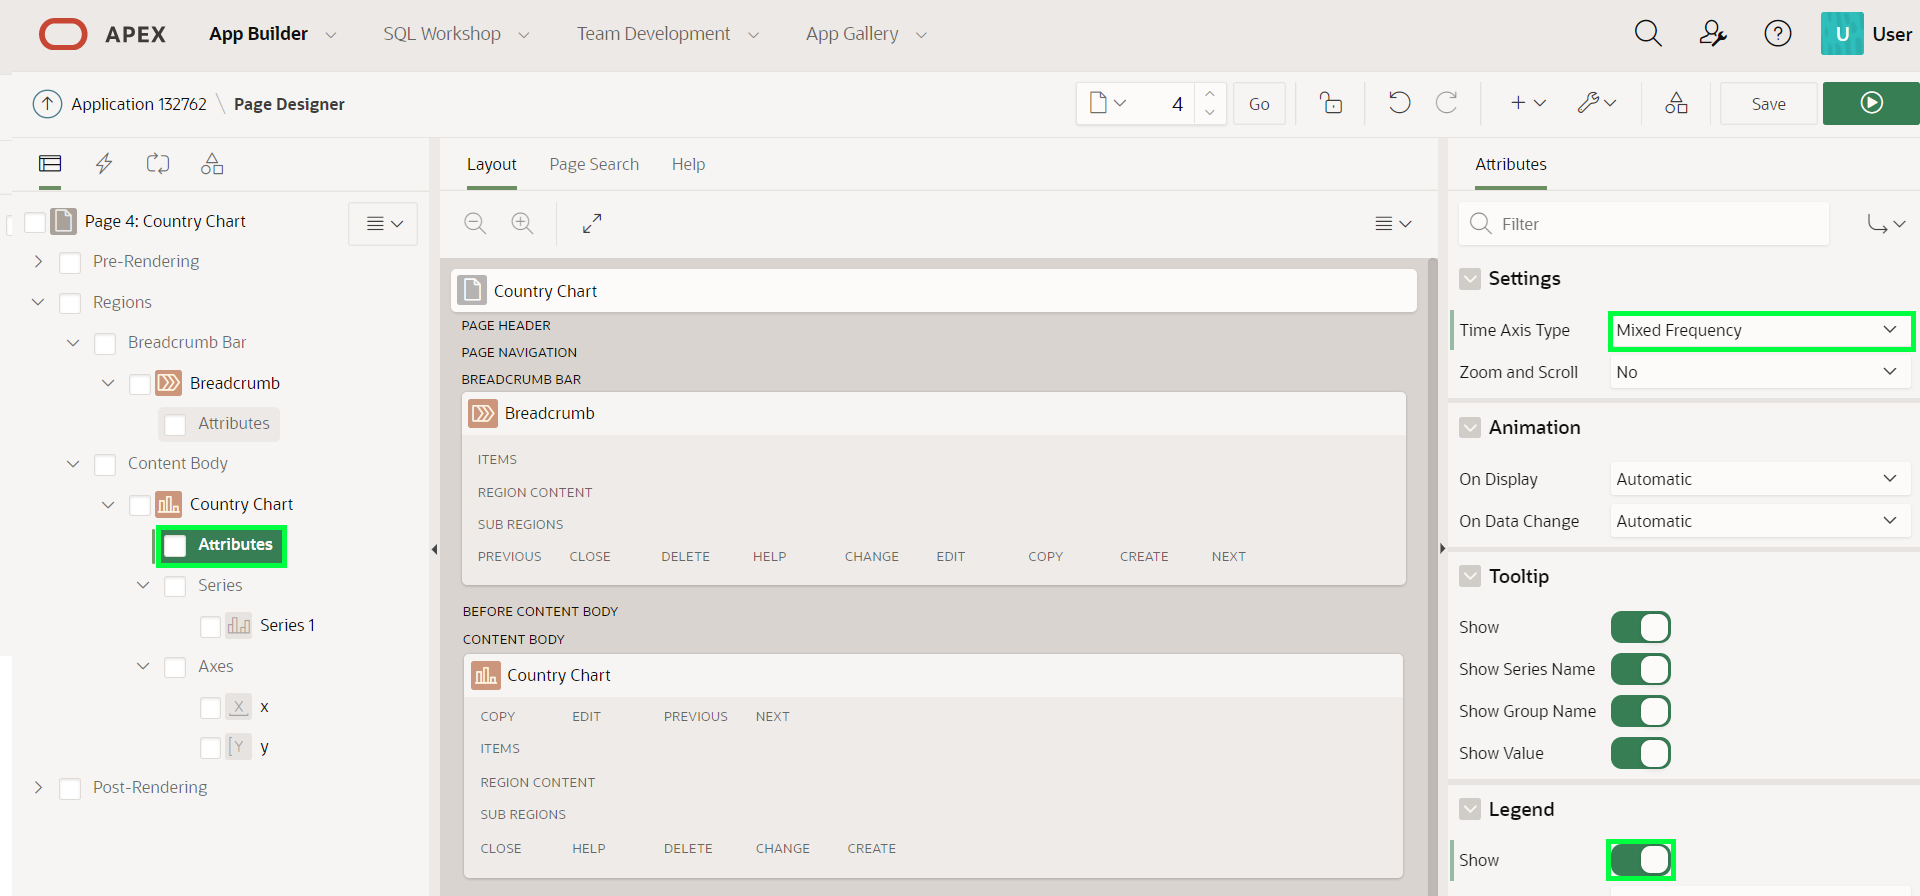 APEX
App Builder
SQL Workshop
Team Development
App Gallery
?
U
User
Application 132762 \ Page Designer
4
Go
Save
Layout
Page Search
Help
Attributes
Page 4: Country Chart
Pre-Rendering
Regions
Breadcrumb Bar
Breadcrumb
Attributes
Content Body
Country Chart
Attributes
Series
Series 1
Axes
X x
Y y
Post-Rendering
Country Chart
PAGE HEADER
PAGE NAVIGATION
BREADCRUMB BAR
Breadcrumb
ITEMS
REGION CONTENT
SUB REGIONS
PREVIOUS CLOSE DELETE HELP CHANGE EDIT COPY CREATE NEXT
BEFORE CONTENT BODY
CONTENT BODY
Country Chart
COPY EDIT PREVIOUS NEXT
ITEMS
REGION CONTENT
SUB REGIONS
CLOSE HELP DELETE CHANGE CREATE
Filter
Settings
Time Axis Type Mixed Frequency
Zoom and Scroll No
Animation
On Display Automatic
On Data Change Automatic
Tooltip
Show
Show Series Name
Show Group Name
Show Value
Legend
Show